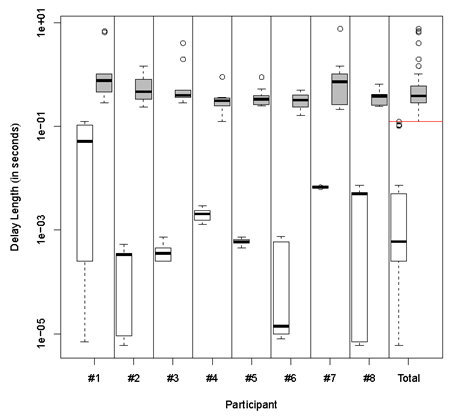 1e+01
1e-01
1e-03
1e-05
Delay Length (in seconds)
#1 #2 #3 #4 #5 #6 #7 #8 Total
Participant